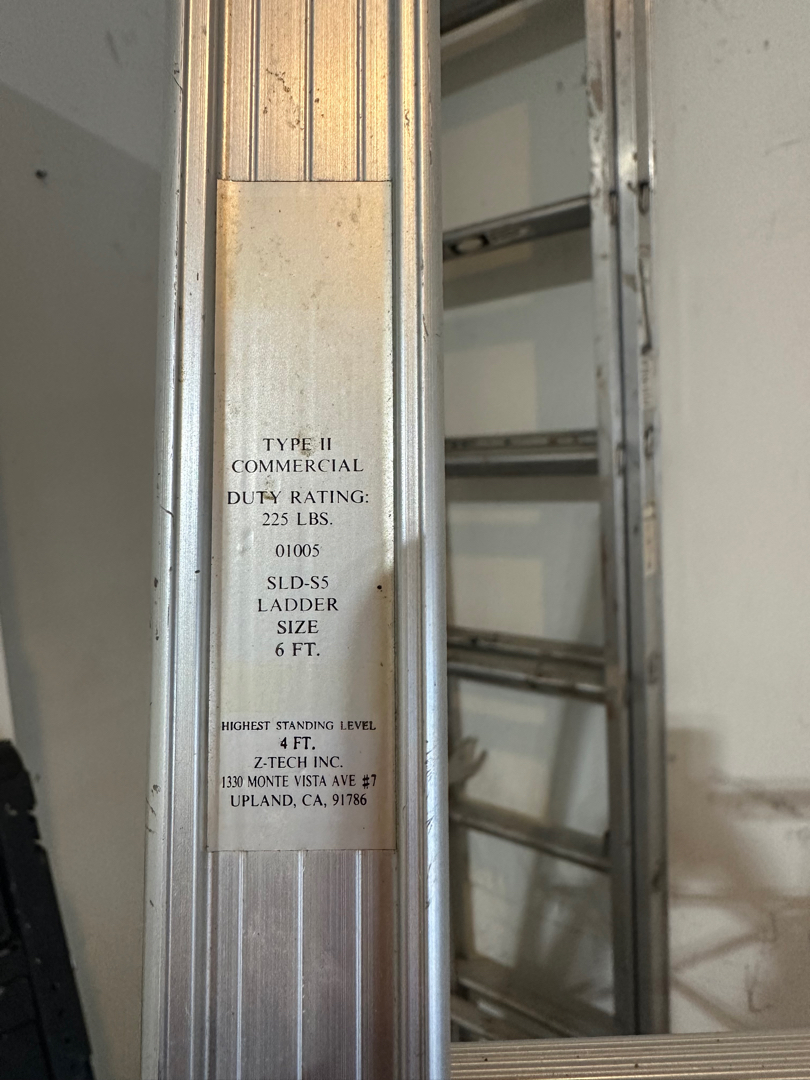 TYPE II
COMMERCIAL
DUTY RATING:
225 LBS.
01005
SLD-S5
LADDER
SIZE
6 FT.
HIGHEST STANDING LEVEL
4 FT.
Z-TECH INC.
1330 MONTE VISTA AVE #7
UPLAND, CA, 91786